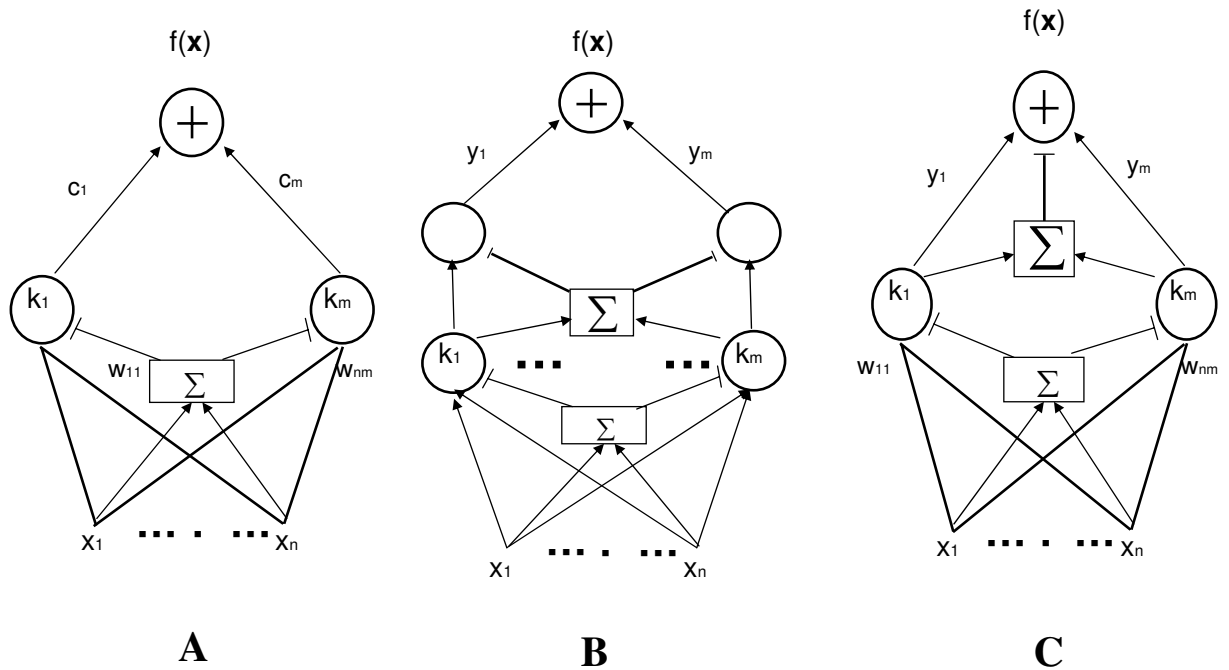 f(x)
+
c1
cm
k1
km
w11
Σ
wnm
x1 ... . ... xn
A
f(x)
+
y1
ym
Σ
k1 ... ... km
Σ
x1 ... . ... xn
B
f(x)
+
y1
ym
Σ
k1
km
w11
Σ
wnm
x1 ... . ... xn
C